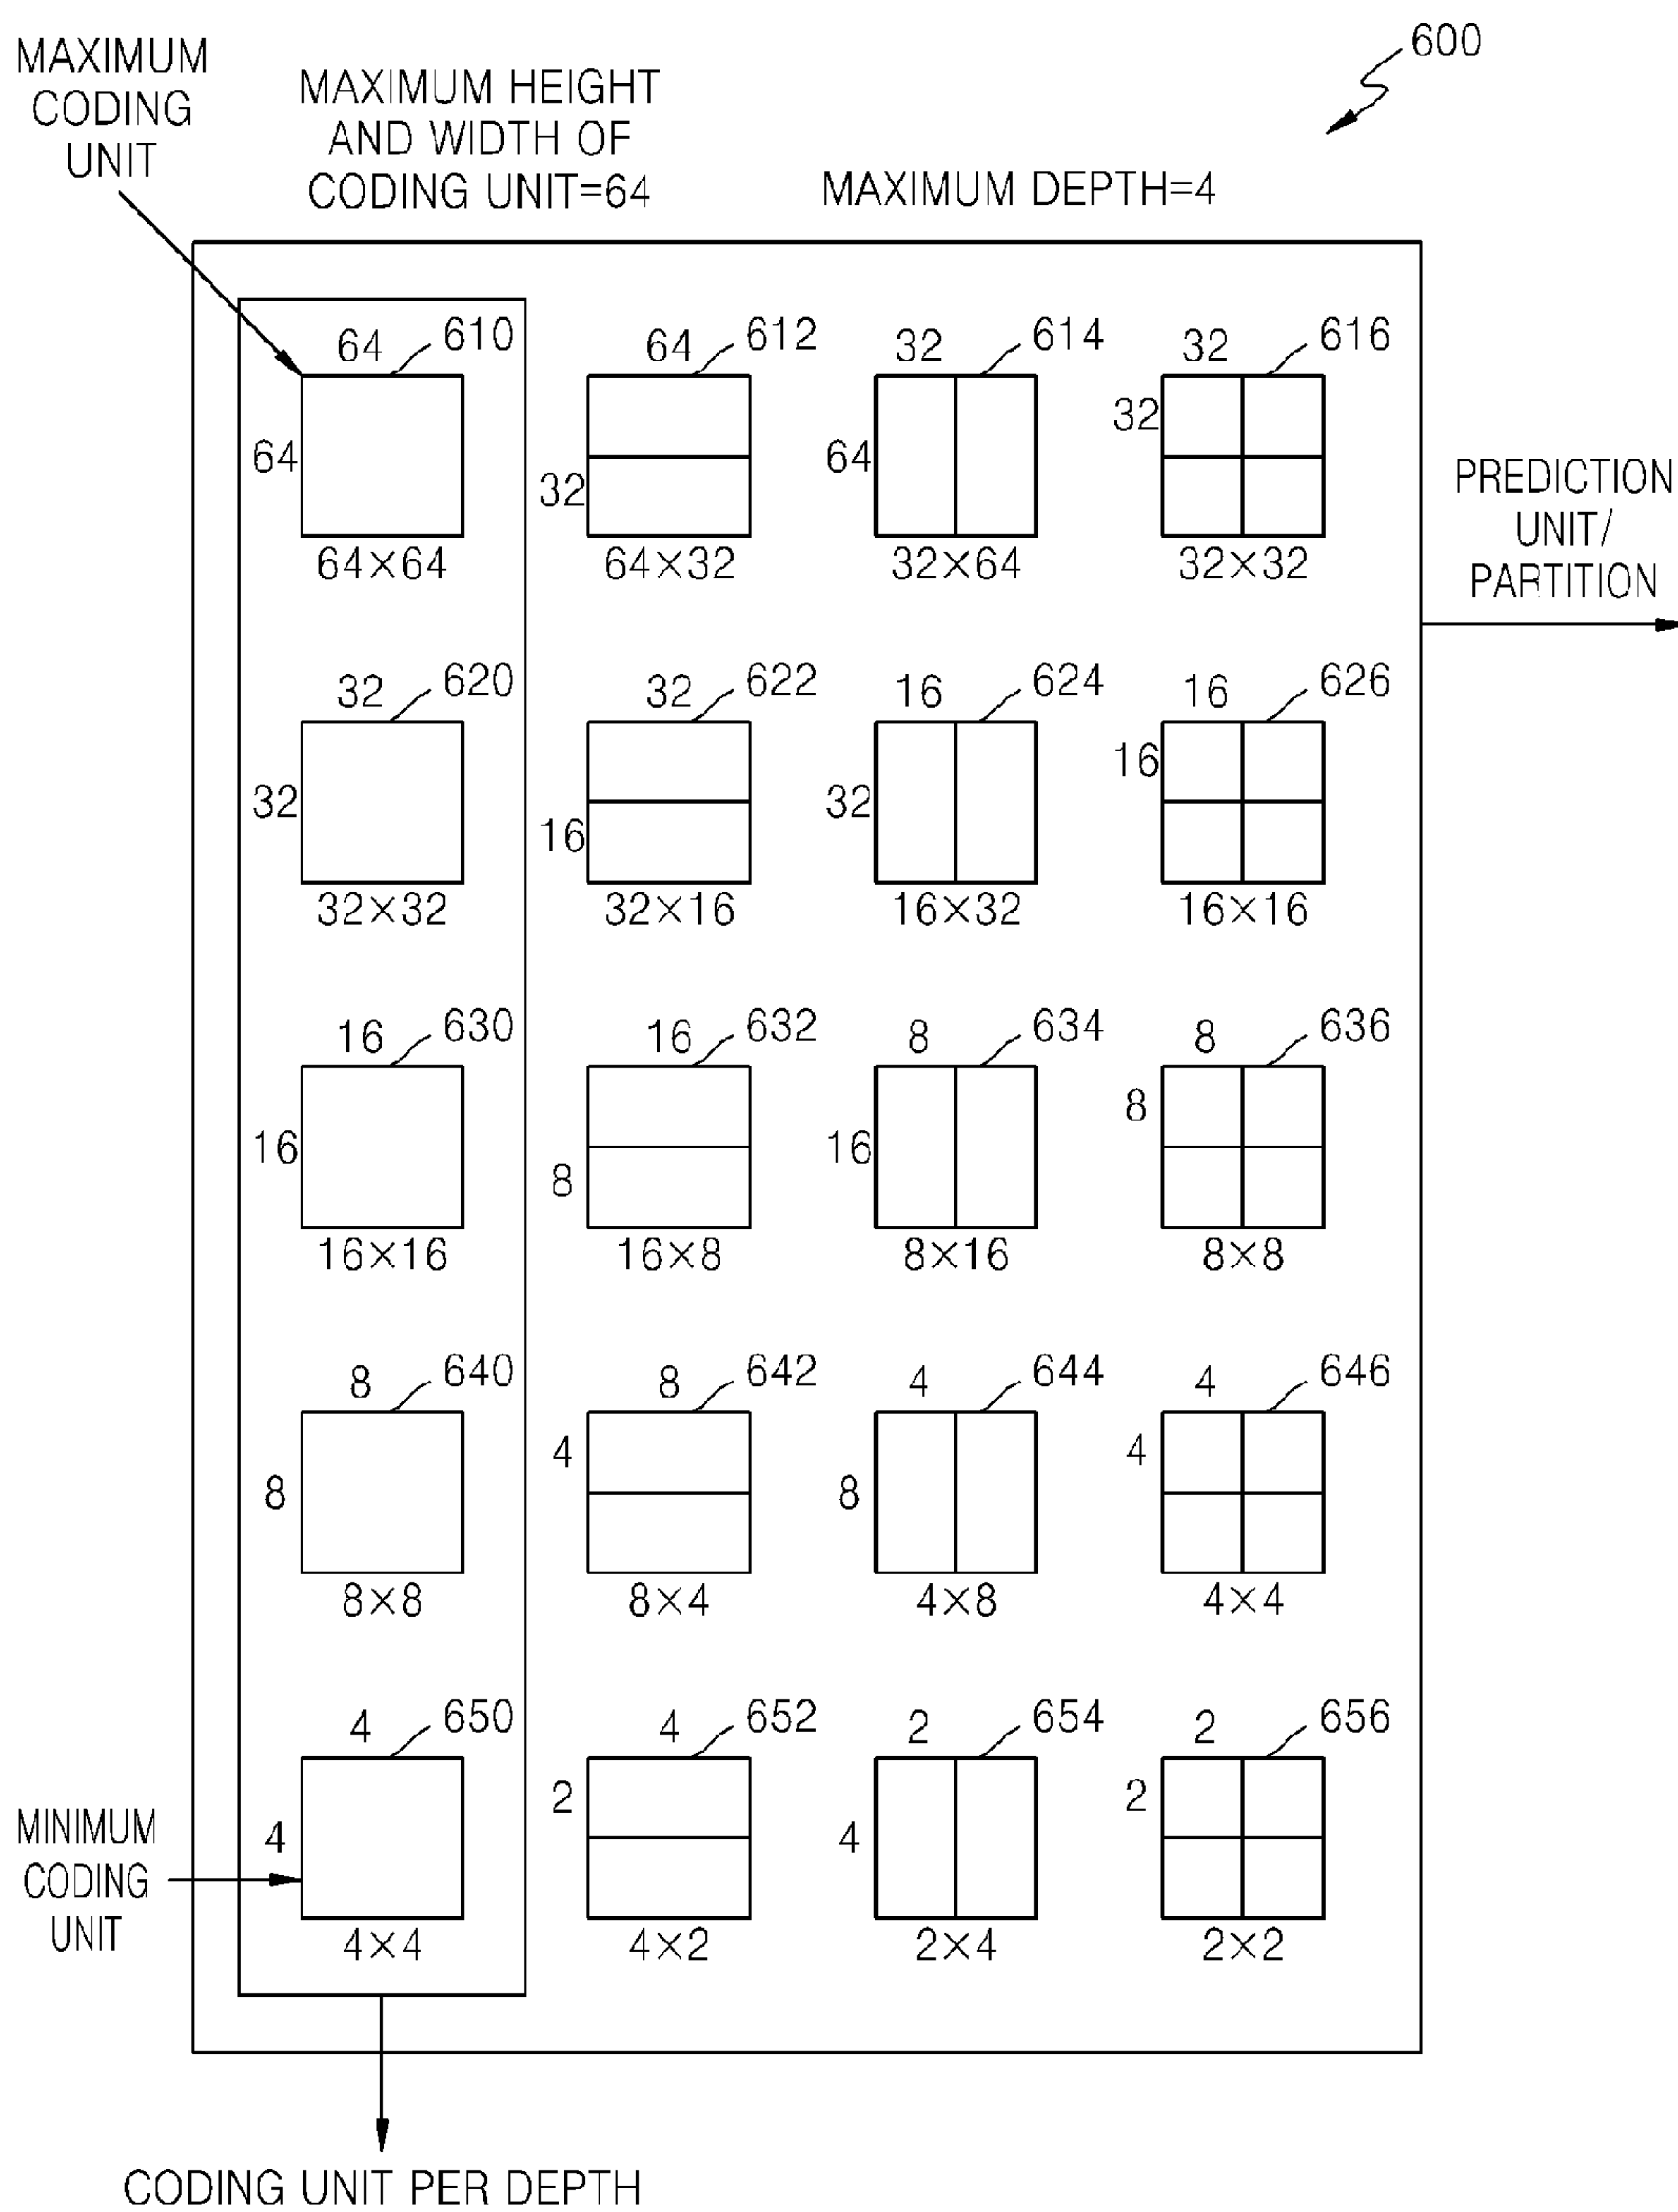 600
MAXIMUM
CODING
UNIT
MAXIMUM HEIGHT
AND WIDTH OF
CODING UNIT=64
MAXIMUM DEPTH=4
64 610 64 612 32 614 32 616
64 32 64 32
64×64 64×32 32×64 32×32
PREDICTION
UNIT/
PARTITION
32 620 32 622 16 624 16 626
32 16 32 16
32×32 32×16 16×32 16×16
16 630 16 632 8 634 8 636
16 8 16 8
16×16 16×8 8×16 8×8
8 640 8 642 4 644 4 646
8 4 8 4
8×8 8×4 4×8 4×4
4 650 4 652 2 654 2 656
4 2 4 2
4×4 4×2 2×4 2×2
MINIMUM
CODING
UNIT
CODING UNIT PER DEPTH